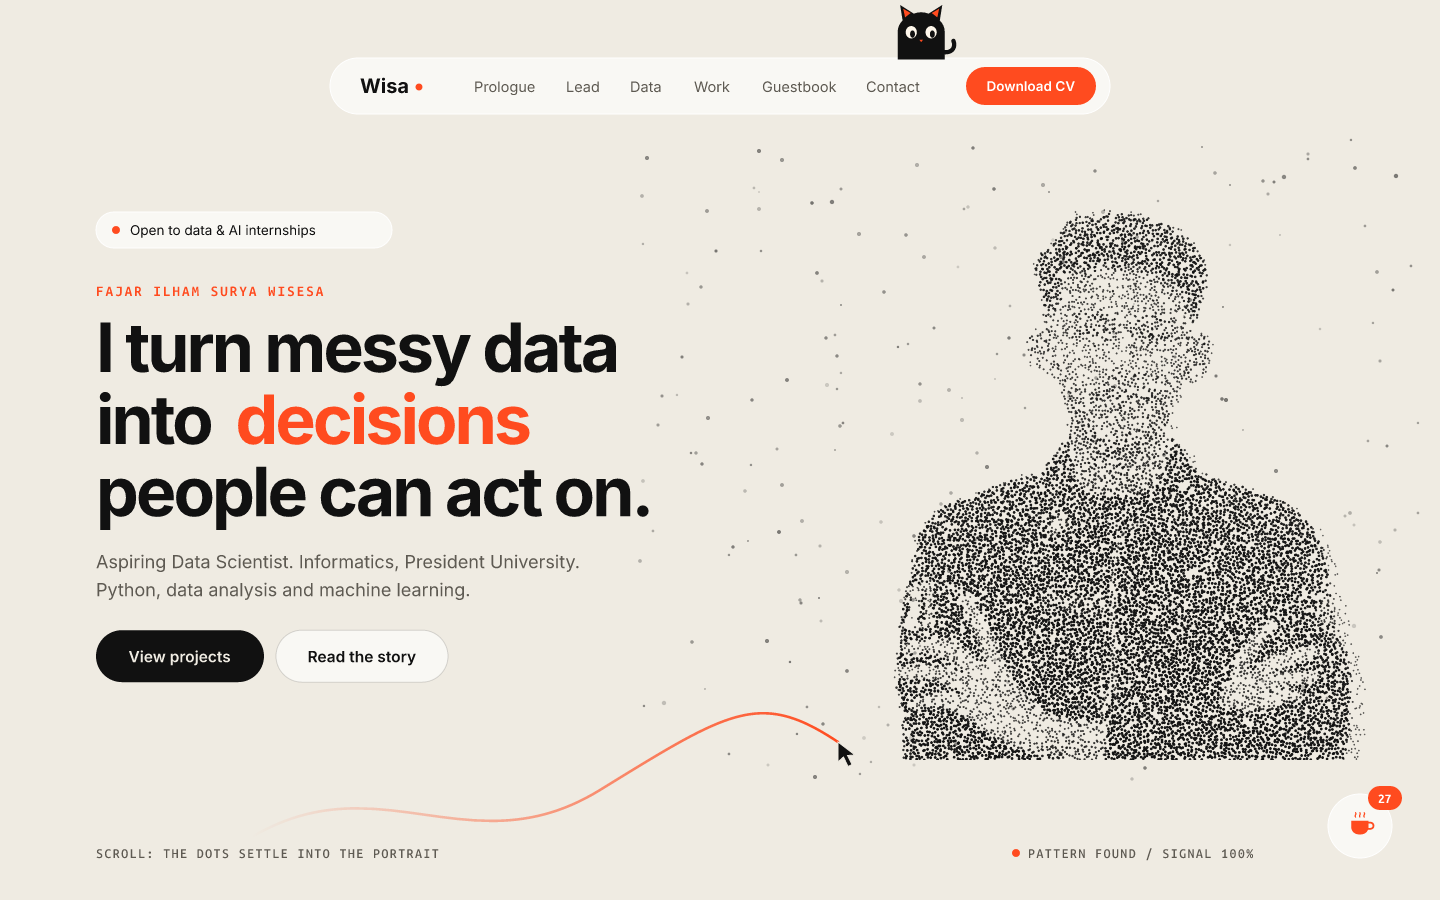 Wisa
Prologue
Lead
Data
Work
Guestbook
Contact
Download CV
Open to data & AI internships
FAJAR ILHAM SURYA WISESA
I turn messy data
into decisions
people can act on.
Aspiring Data Scientist. Informatics, President University.
Python, data analysis and machine learning.
View projects
Read the story
27
SCROLL: THE DOTS SETTLE INTO THE PORTRAIT
PATTERN FOUND / SIGNAL 100%